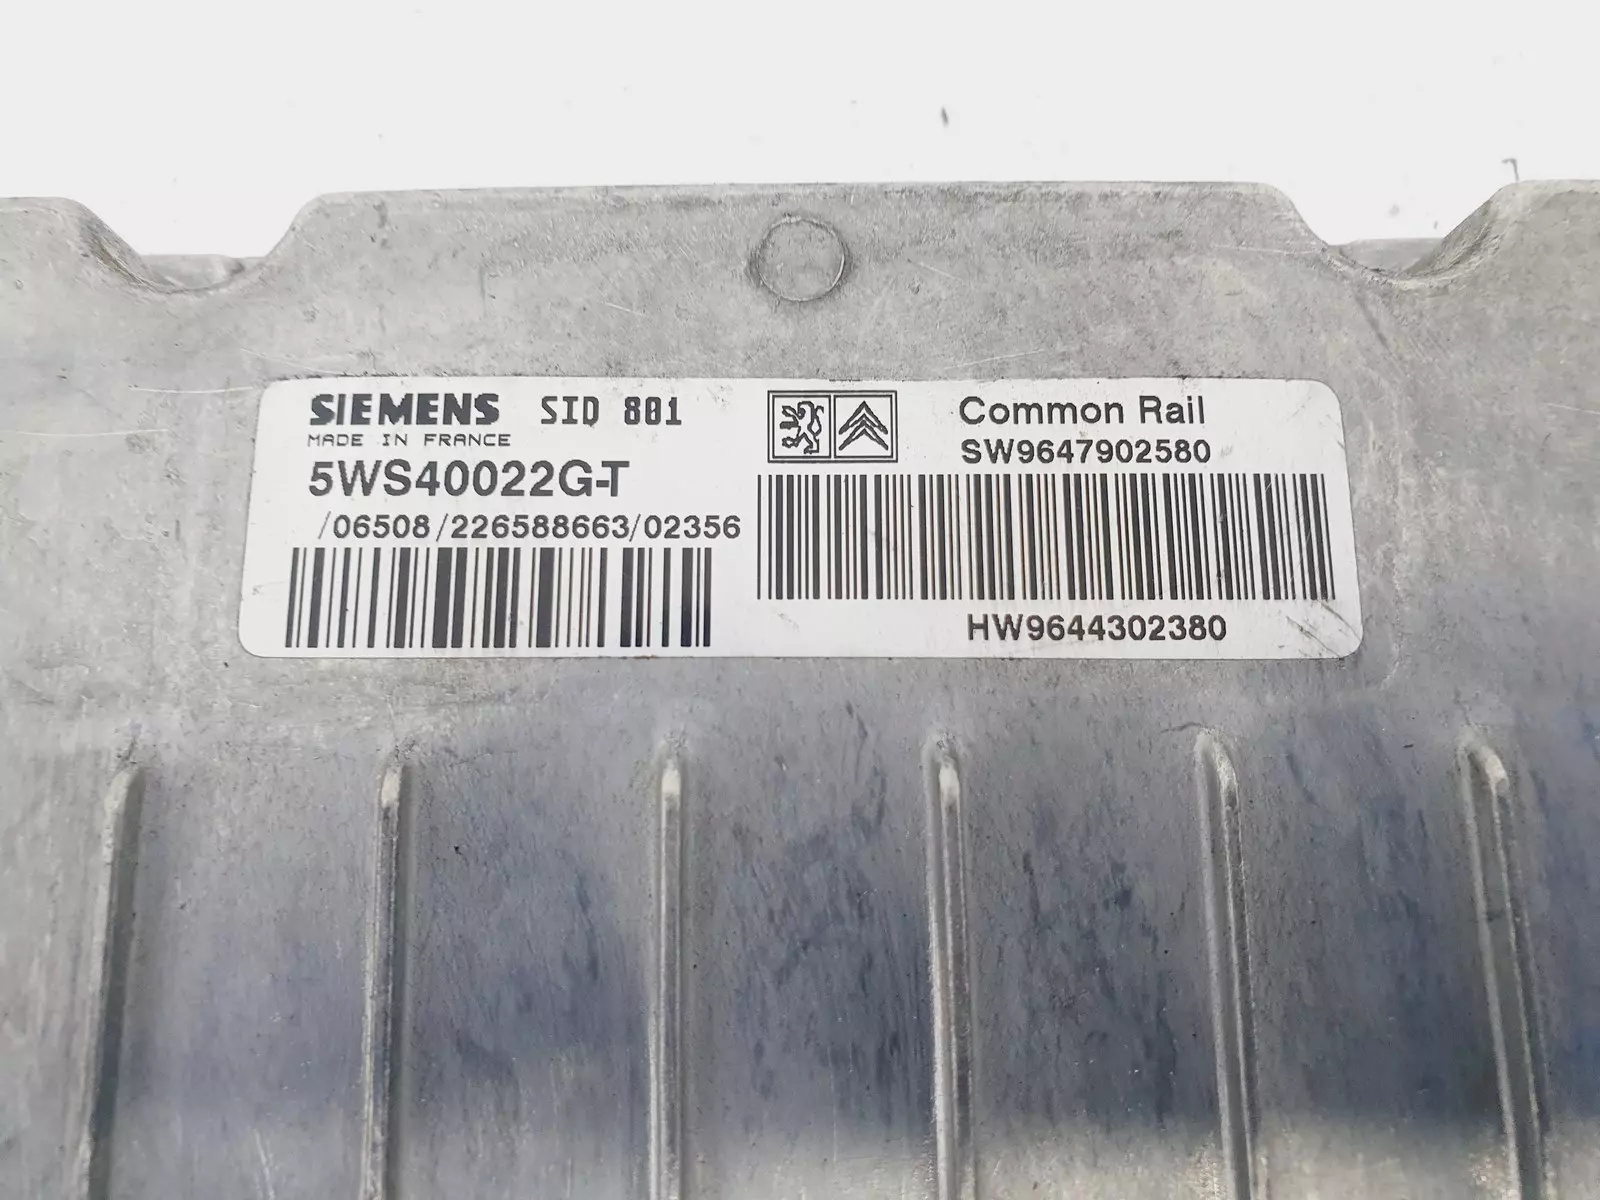 SIEMENS SID 801
MADE IN FRANCE
5WS40022G-T
/06508/226588663/02356
Common Rail
SW9647902580
HW9644302380